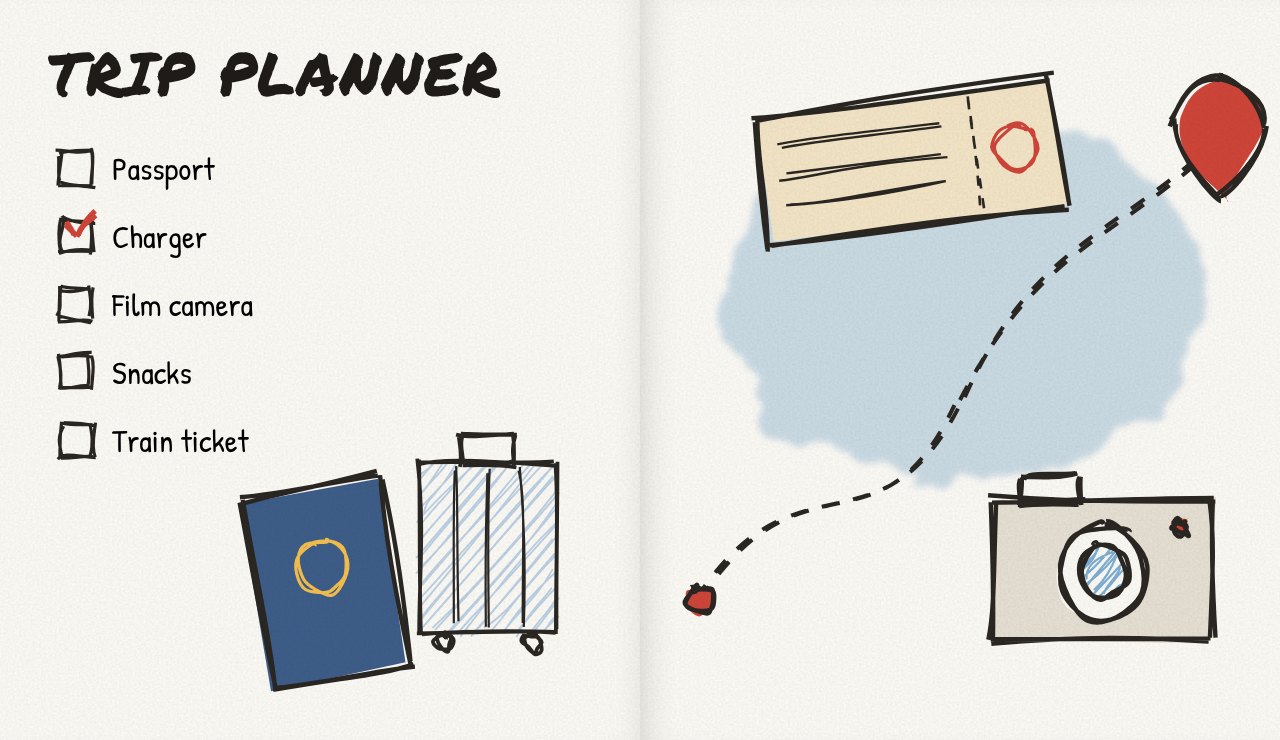 TRIP PLANNER
Passport
Charger
Film camera
Snacks
Train ticket